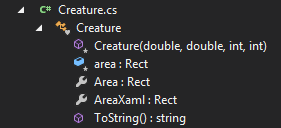 Creature.cs
Creature
Creature(double, double, int, int)
area : Rect
Area : Rect
AreaXaml : Rect
ToString() : string